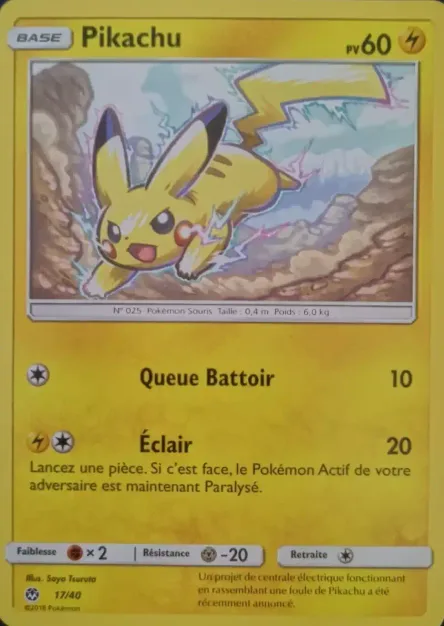 BASE Pikachu PV60
N° 025 Pokémon Souris Taille : 0,4 m Poids : 6,0 kg
Queue Battoir 10
Éclair 20
Lancez une pièce. Si c'est face, le Pokémon Actif de votre
adversaire est maintenant Paralysé.
Faiblesse ×2 Résistance -20 Retraite
Illus. Saya Tsuruta
17/40
©2018 Pokémon
Un projet de centrale électrique fonctionnant
en rassemblant une foule de Pikachu a été
récemment annoncé.